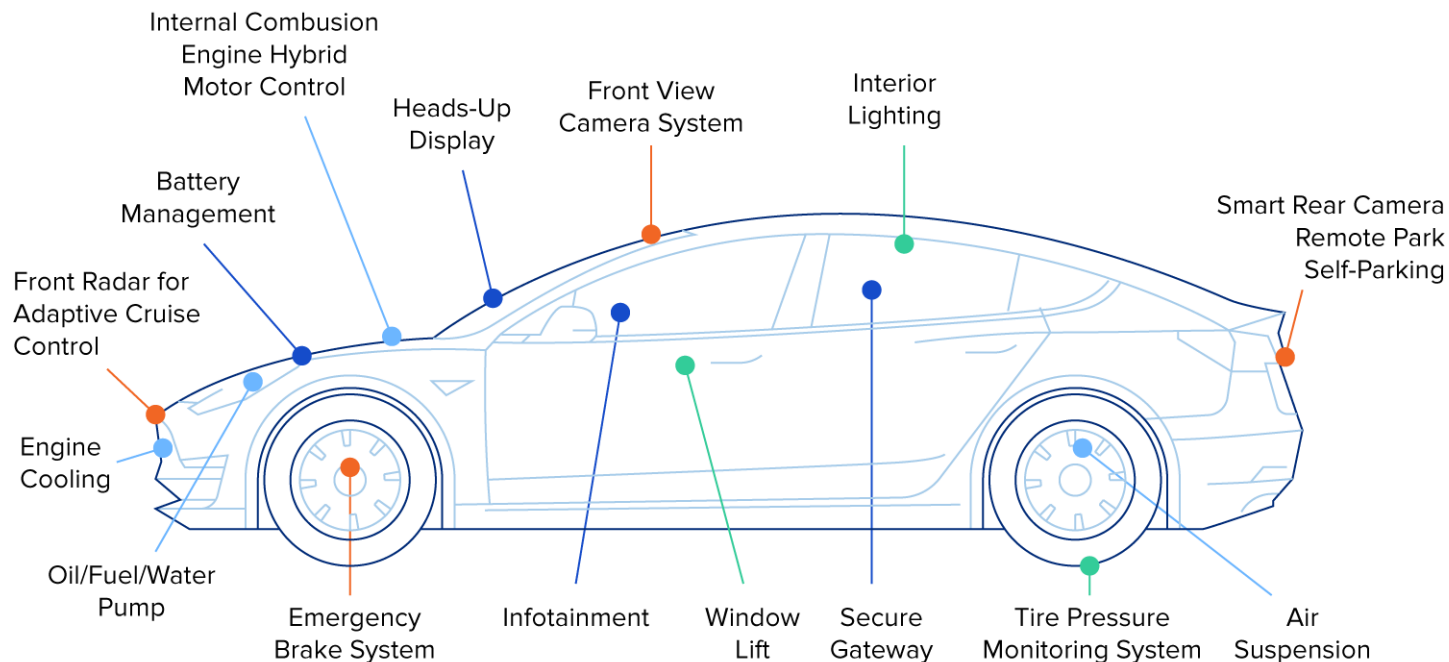 Internal Combusion
Engine Hybrid
Motor Control
Heads-Up
Display
Front View
Camera System
Interior
Lighting
Battery
Management
Smart Rear Camera
Remote Park
Self-Parking
Front Radar for
Adaptive Cruise
Control
Engine
Cooling
Oil/Fuel/Water
Pump
Emergency
Brake System
Infotainment
Window
Lift
Secure
Gateway
Tire Pressure
Monitoring System
Air
Suspension